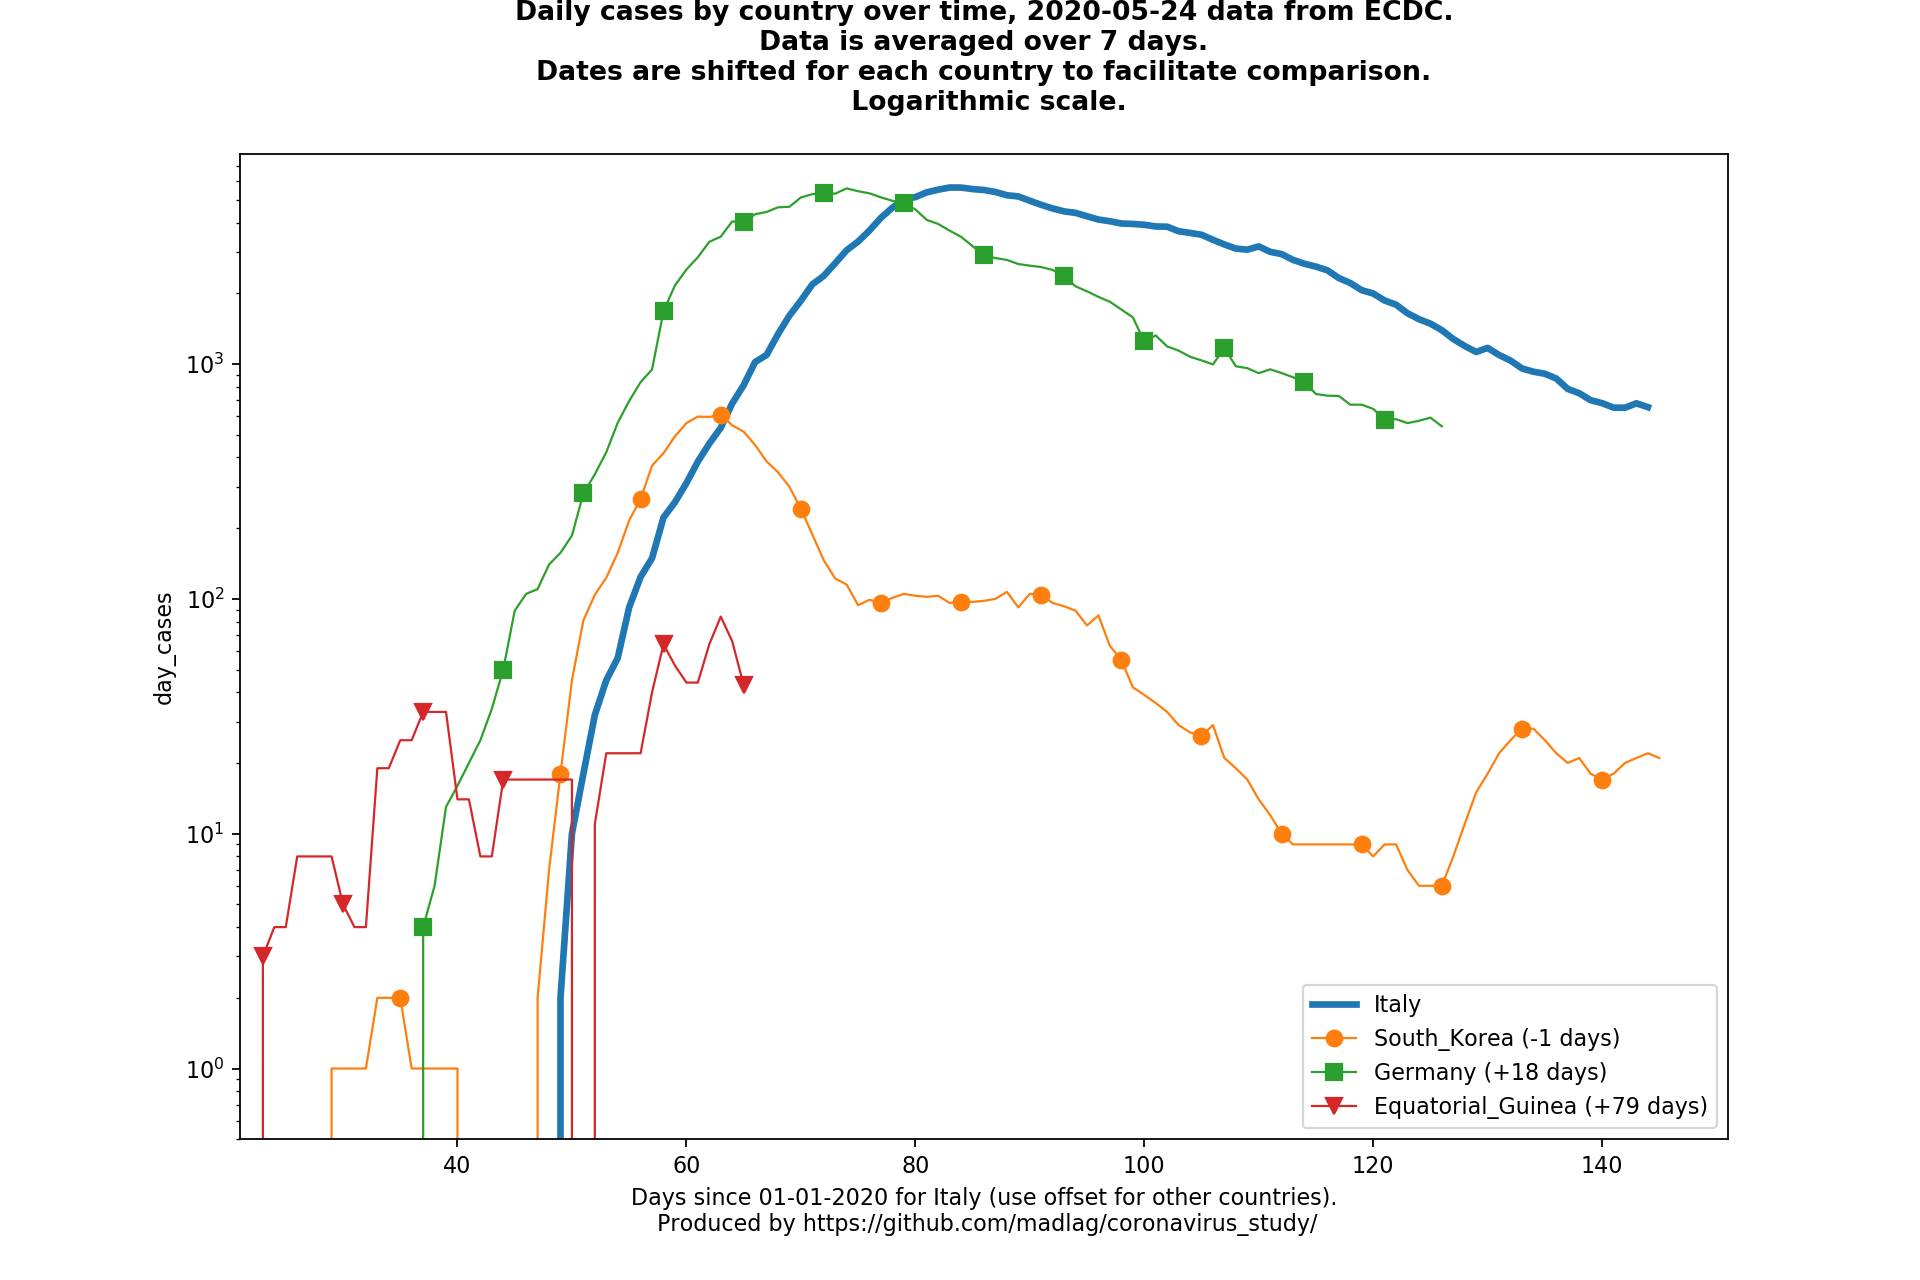 Daily cases by country over time, 2020-05-24 data from ECDC.
Data is averaged over 7 days.
Dates are shifted for each country to facilitate comparison.
Logarithmic scale.
10³
10²
10¹
10⁰
day_cases
40 60 80 100 120 140
Days since 01-01-2020 for Italy (use offset for other countries).
Produced by https://github.com/madlag/coronavirus_study/
Italy
South_Korea (-1 days)
Germany (+18 days)
Equatorial_Guinea (+79 days)